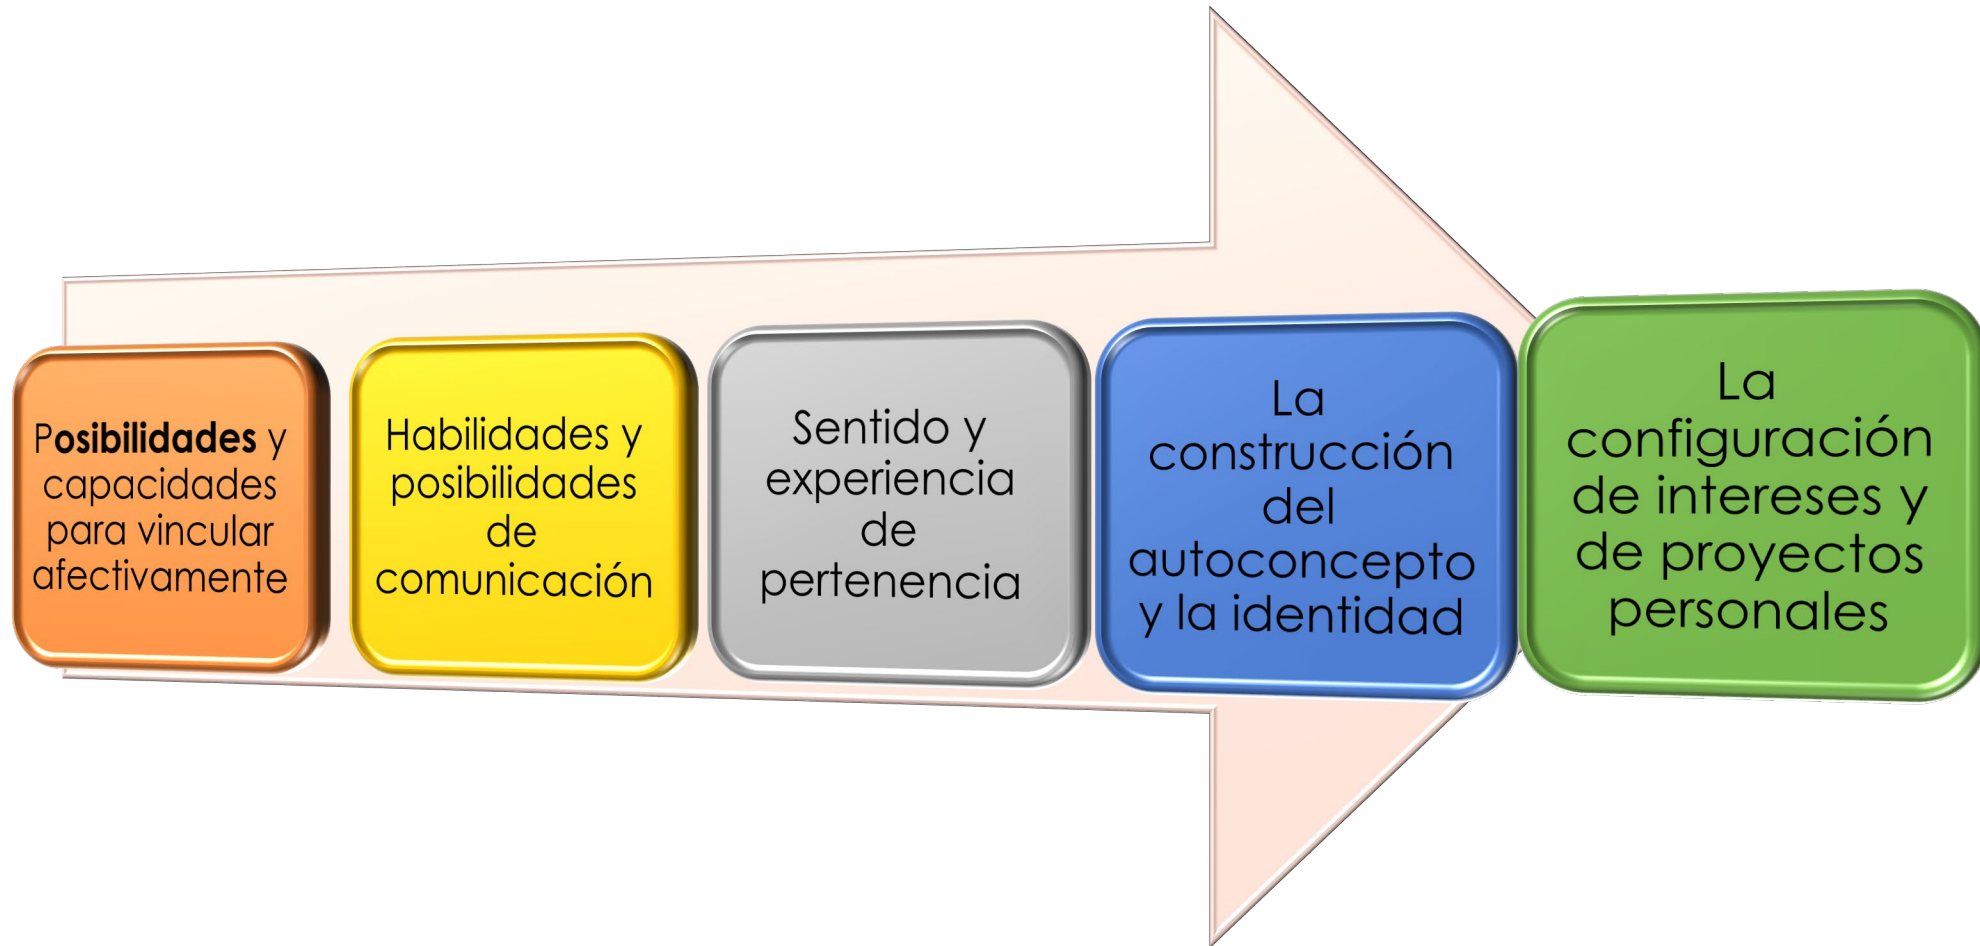 Posibilidades y
capacidades
para vincular
afectivamente
Habilidades y
posibilidades
de
comunicación
Sentido y
experiencia
de
pertenencia
La
construcción
del
autoconcepto
y la identidad
La
configuración
de intereses y
de proyectos
personales